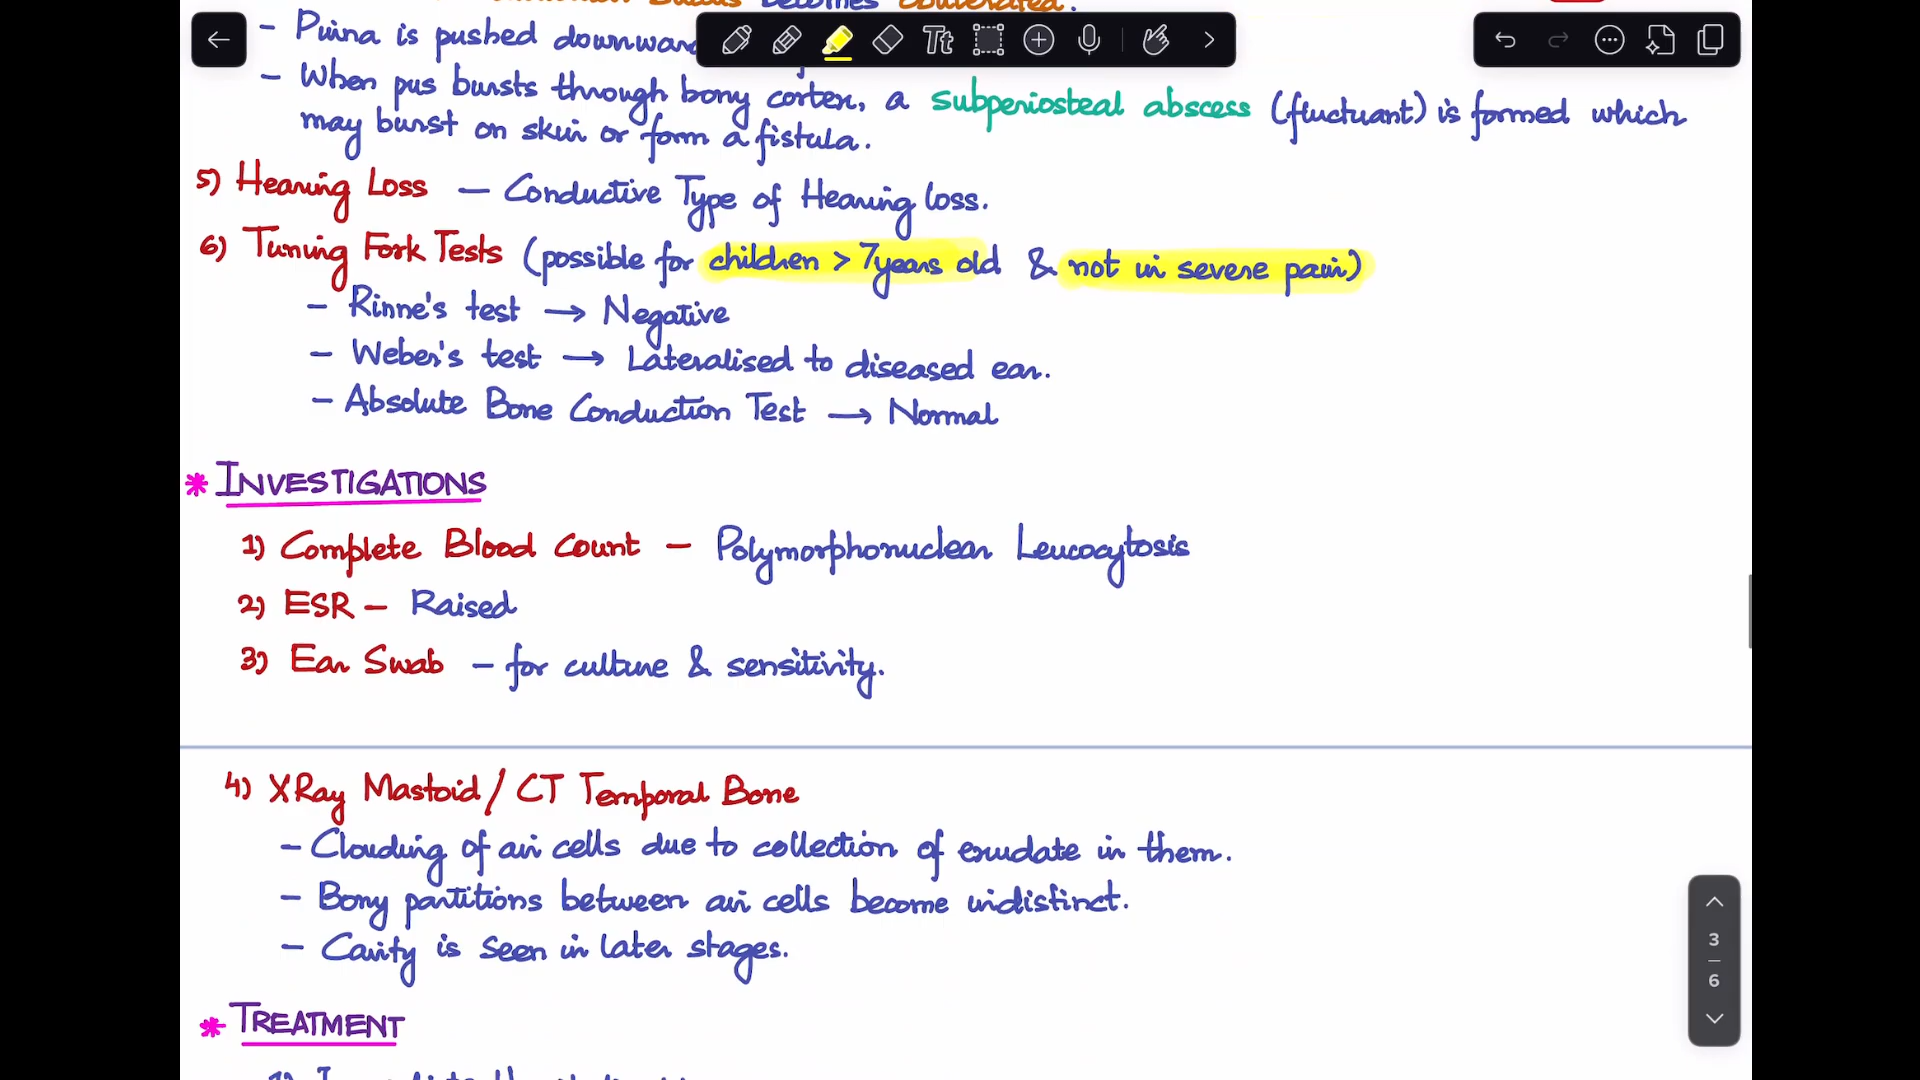 becomes obliterated.
- Pinna is pushed downward
- When pus bursts through bony cortex, a subperiosteal abscess (fluctuant) is formed which
may burst on skin or form a fistula.
5) Hearing Loss - Conductive Type of Hearing loss.
6) Tuning Fork Tests (possible for children > 7years old & not in severe pain)
- Rinne's test → Negative
- Weber's test → Lateralised to diseased ear.
- Absolute Bone Conduction Test → Normal
* INVESTIGATIONS
1) Complete Blood Count - Polymorphonuclear Leucocytosis
2) ESR - Raised
3) Ear Swab - for culture & sensitivity.
4) XRay Mastoid / CT Temporal Bone
- Clouding of air cells due to collection of exudate in them.
- Bony partitions between air cells become indistinct.
- Cavity is seen in later stages.
* TREATMENT
Tt
3
6